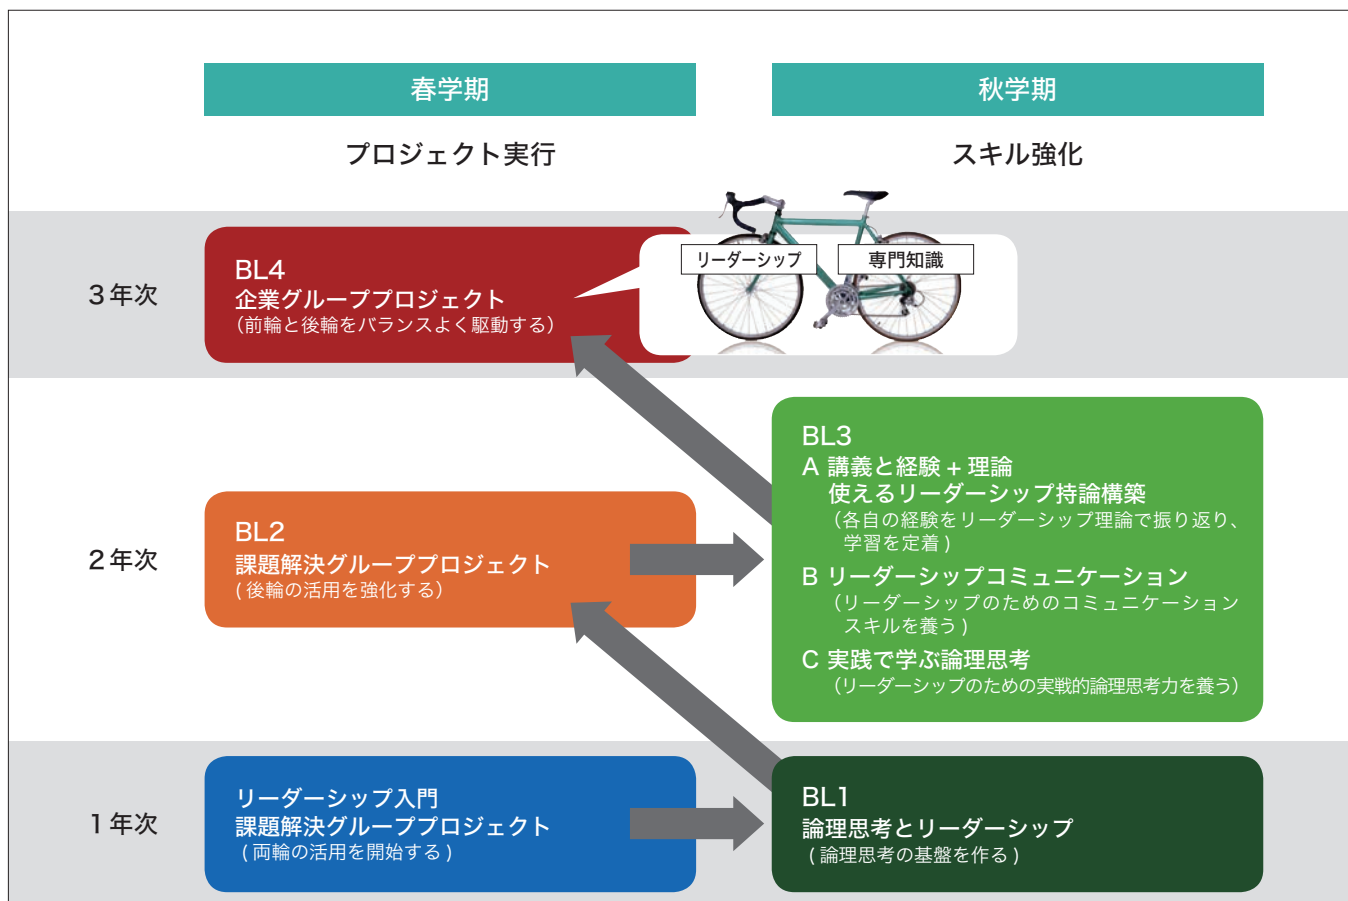 春学期
秋学期
プロジェクト実行
スキル強化
3年次
BL4
企業グループプロジェクト
（前輪と後輪をバランスよく駆動する）
リーダーシップ
専門知識
2年次
BL2
課題解決グループプロジェクト
( 後輪の活用を強化する）
BL3
A 講義と経験 + 理論
使えるリーダーシップ持論構築
（各自の経験をリーダーシップ理論で振り返り、
学習を定着 )
B リーダーシップコミュニケーション
（リーダーシップのためのコミュニケーション
スキルを養う )
C 実践で学ぶ論理思考
（リーダーシップのための実戦的論理思考力を養う）
1年次
リーダーシップ入門
課題解決グループプロジェクト
( 両輪の活用を開始する )
BL1
論理思考とリーダーシップ
( 論理思考の基盤を作る )